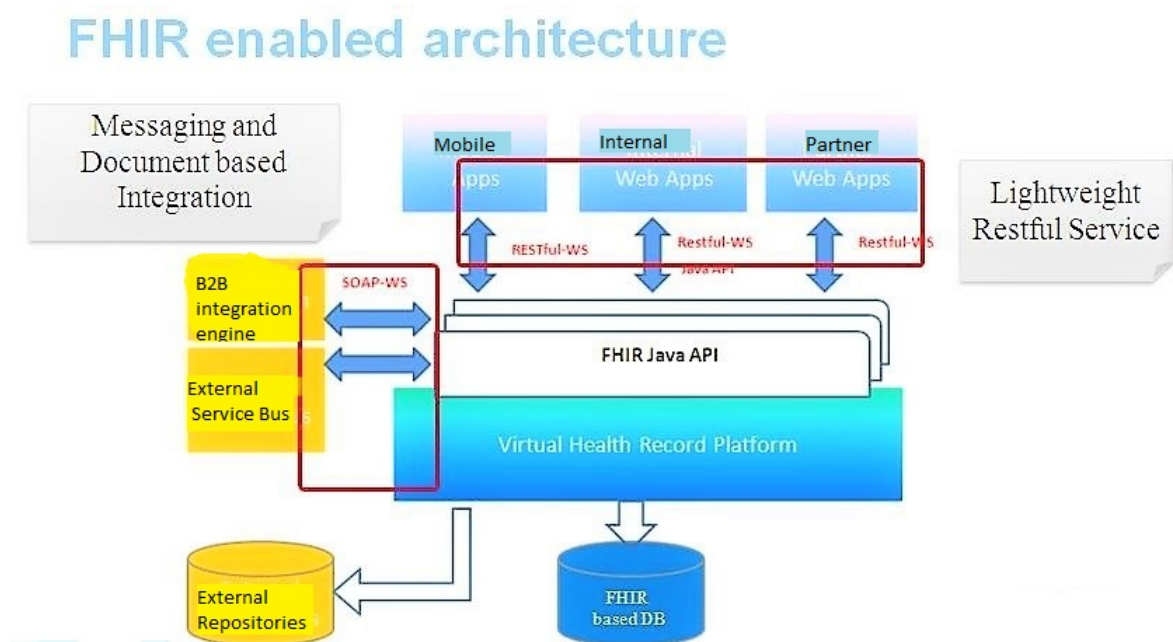 FHIR enabled architecture
Messaging and
Document based
Integration
Mobile
Apps
Internal
Internal
Web Apps
Partner
Web Apps
Lightweight
Restful Service
RESTful-WS
Restful-WS
Java API
Restful-WS
B2B
integration
engine
SOAP-WS
FHIR Java API
External
Service Bus
Virtual Health Record Platform
External
Repositories
FHIR
based DB